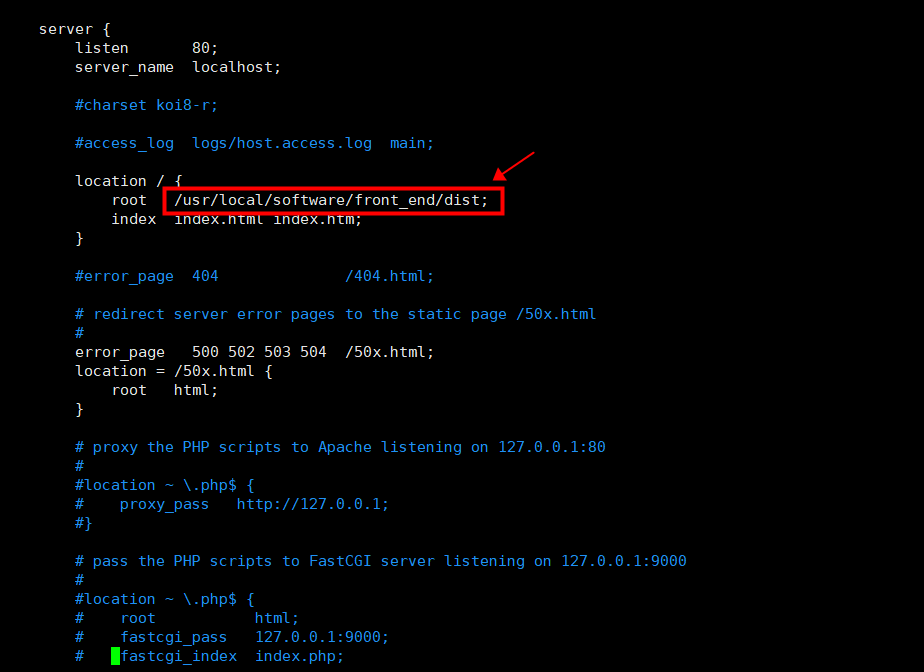 server {
    listen       80;
    server_name  localhost;
    #charset koi8-r;
    #access_log  logs/host.access.log  main;
    location / {
        root   /usr/local/software/front_end/dist;
        index  index.html index.htm;
    }
    #error_page  404              /404.html;
    # redirect server error pages to the static page /50x.html
    #
    error_page   500 502 503 504  /50x.html;
    location = /50x.html {
        root   html;
    }
    # proxy the PHP scripts to Apache listening on 127.0.0.1:80
    #
    #location ~ \.php$ {
    #    proxy_pass   http://127.0.0.1;
    #}
    # pass the PHP scripts to FastCGI server listening on 127.0.0.1:9000
    #
    #location ~ \.php$ {
    #    root           html;
    #    fastcgi_pass   127.0.0.1:9000;
    #    fastcgi_index  index.php;